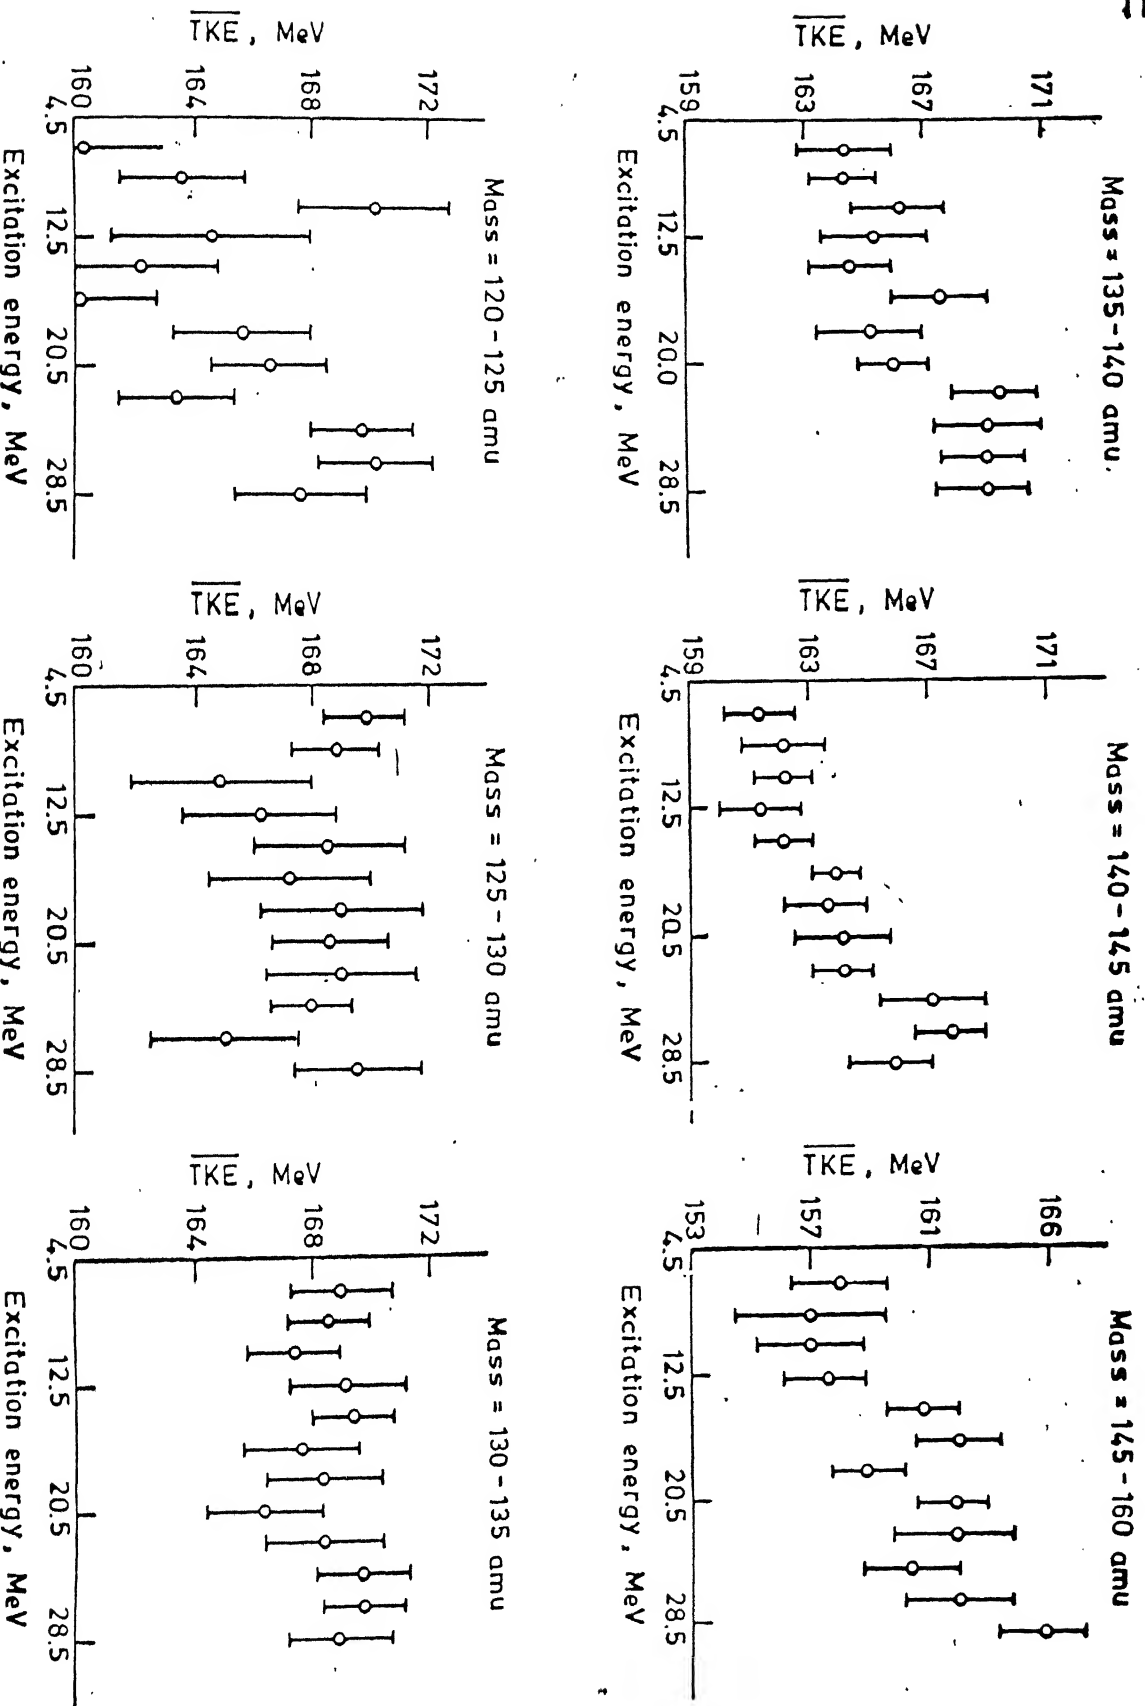 Mass = 135-140 amu.
TKE, MeV
171
167
163
159
4.5
12.5
20.0
28.5
Excitation energy, MeV
Mass = 140-145 amu
TKE, MeV
171
167
163
159
4.5
12.5
20.5
28.5
Excitation energy, MeV
Mass = 145-160 amu
TKE, MeV
166
161
157
153
4.5
12.5
20.5
28.5
Excitation energy, MeV
Mass = 120-125 amu
TKE, MeV
172
168
164
160
4.5
12.5
20.5
28.5
Excitation energy, MeV
Mass = 125-130 amu
TKE, MeV
172
168
164
160
4.5
12.5
20.5
28.5
Excitation energy, MeV
Mass = 130-135 amu
TKE, MeV
172
168
164
160
4.5
12.5
20.5
28.5
Excitation energy, MeV